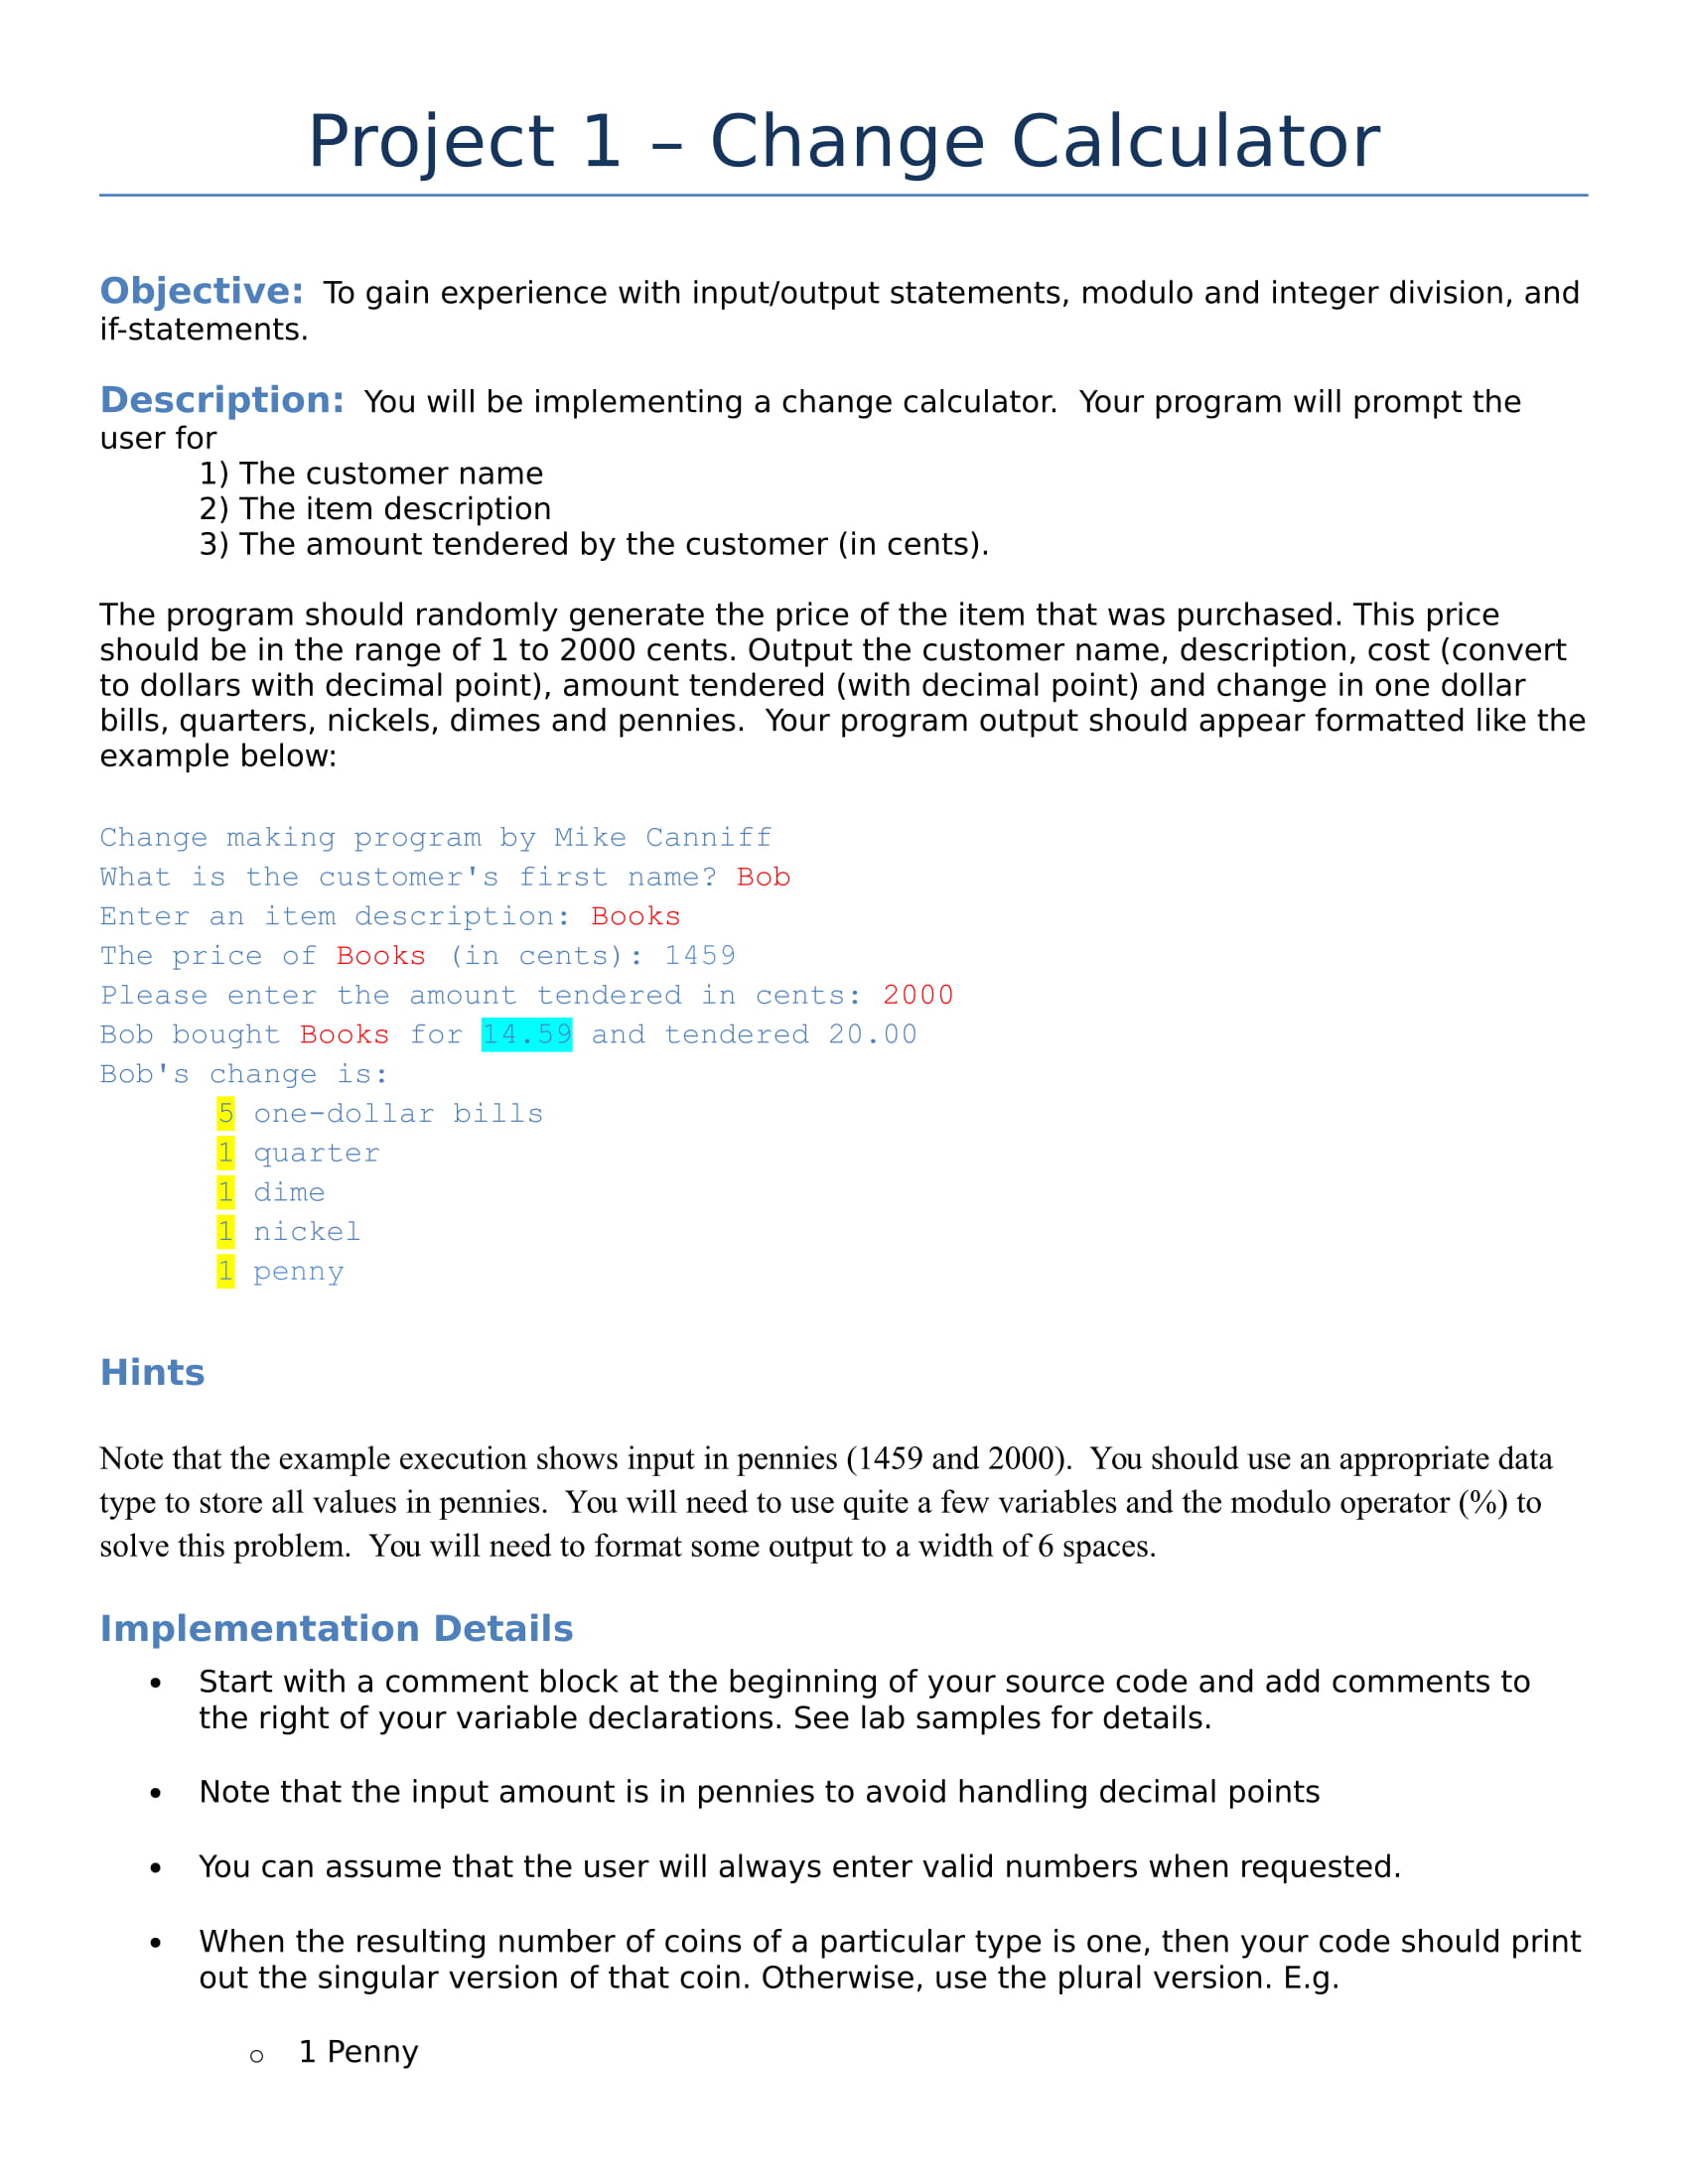 Project 1 – Change Calculator
Objective: To gain experience with input/output statements, modulo and integer division, and
if-statements.
Description: You will be implementing a change calculator. Your program will prompt the
user for
1) The customer name
2) The item description
3) The amount tendered by the customer (in cents).
The program should randomly generate the price of the item that was purchased. This price
should be in the range of 1 to 2000 cents. Output the customer name, description, cost (convert
to dollars with decimal point), amount tendered (with decimal point) and change in one dollar
bills, quarters, nickels, dimes and pennies. Your program output should appear formatted like the
example below:
Change making program by Mike Canniff
What is the customer's first name? Bob
Enter an item description: Books
The price of Books (in cents): 1459
Please enter the amount tendered in cents: 2000
Bob bought Books for 14.59 and tendered 20.00
Bob's change is:
5 one-dollar bills
1 quarter
1 dime
1 nickel
1 penny
Hints
Note that the example execution shows input in pennies (1459 and 2000). You should use an appropriate data
type to store all values in pennies. You will need to use quite a few variables and the modulo operator (%) to
solve this problem. You will need to format some output to a width of 6 spaces.
Implementation Details
• Start with a comment block at the beginning of your source code and add comments to
the right of your variable declarations. See lab samples for details.
• Note that the input amount is in pennies to avoid handling decimal points
• You can assume that the user will always enter valid numbers when requested.
• When the resulting number of coins of a particular type is one, then your code should print
out the singular version of that coin. Otherwise, use the plural version. E.g.
○ 1 Penny